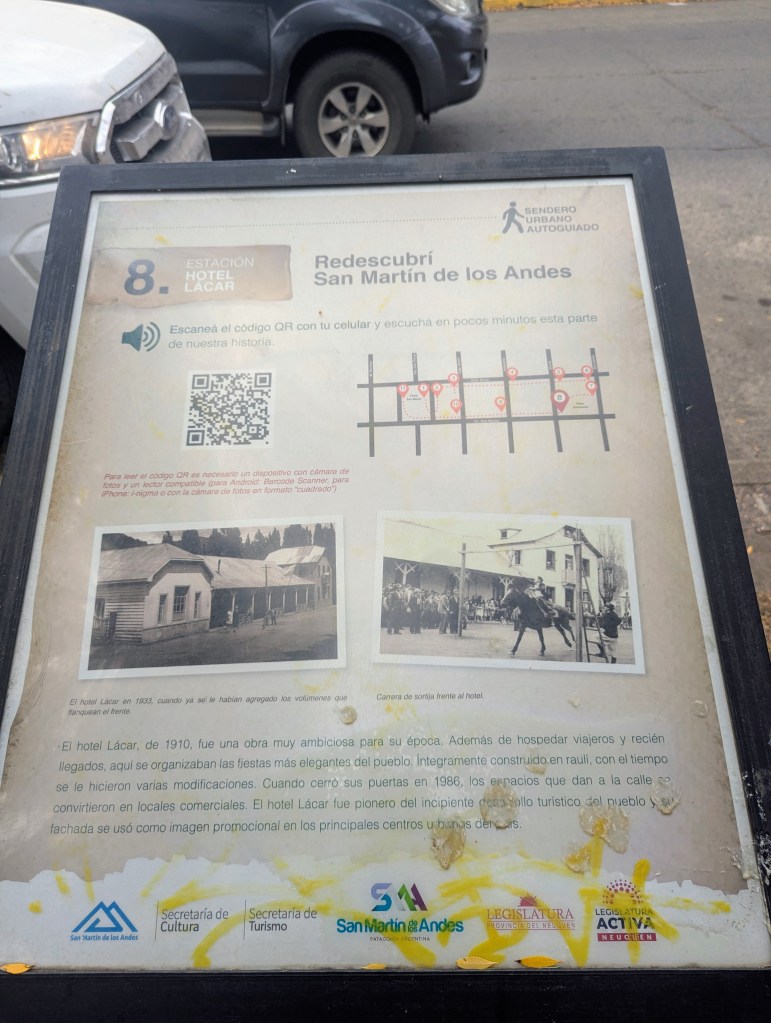 SENDERO
URBANO
AUTOGUIADO
8. ESTACIÓN
HOTEL
LÁCAR
Redescubrí
San Martín de los Andes
Escaneá el código QR con tu celular y escuchá en pocos minutos esta parte
de nuestra historia.
8
Para leer el código QR es necesario un dispositivo con cámara de
fotos y un lector compatible (para Android: Barcode Scanner, para
iPhone: i-nigma o con la cámara de fotos en formato "cuadrado")
El hotel Lácar en 1933, cuando ya se le habían agregado los volúmenes que
flanquean el frente.
Carrera de sortija frente al hotel.
El hotel Lácar, de 1910, fue una obra muy ambiciosa para su época. Además de hospedar viajeros y recién
llegados, aquí se organizaban las fiestas más elegantes del pueblo. Íntegramente construido en raulí, con el tiempo
se le hicieron varias modificaciones. Cuando cerró sus puertas en 1986, los espacios que dan a la calle se
convirtieron en locales comerciales. El hotel Lácar fue pionero del incipiente desarrollo turístico del pueblo y su
fachada se usó como imagen promocional en los principales centros urbanos del país.
San Martín de los Andes
Secretaría de
Cultura
Secretaría de
Turismo
SMA
San Martín de los Andes
PATAGONIA ARGENTINA
LEGISLATURA
PROVINCIA DEL NEUQUÉN
LEGISLATURA
ACTIVA
NEUQUÉN